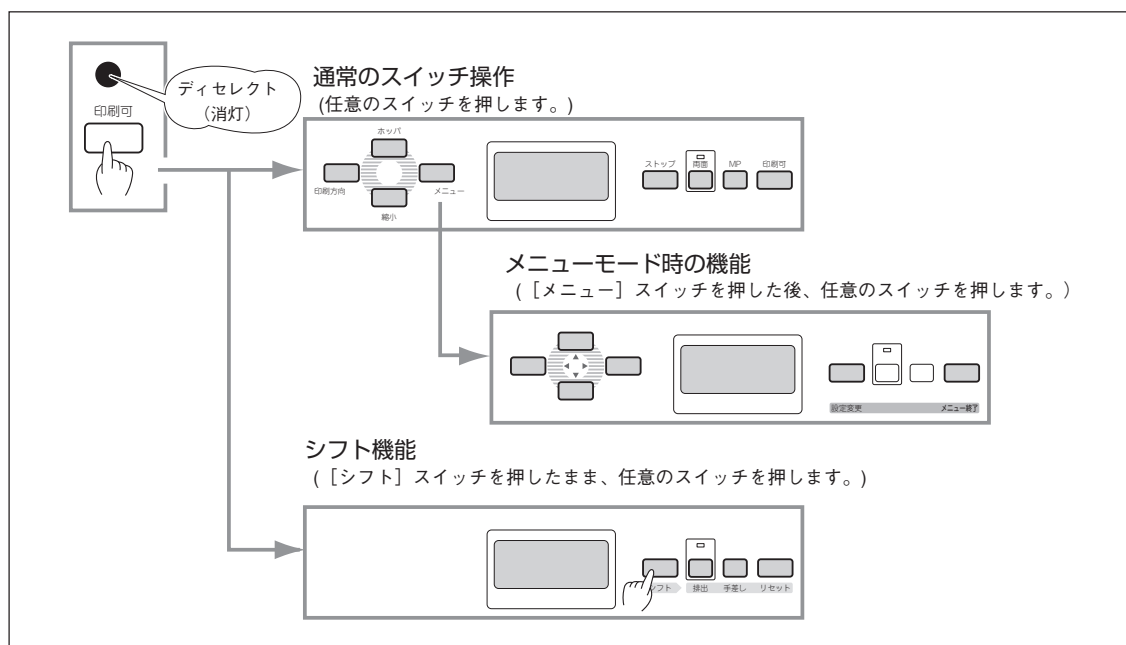 ディセレクト
（消灯）
印刷可
通常のスイッチ操作
(任意のスイッチを押します。)
ホッパ
印刷方向
メニュー
縮小
ストップ
両面
MP
印刷可
メニューモード時の機能
(［メニュー］スイッチを押した後、任意のスイッチを押します。）
設定変更
メニュー終了
シフト機能
(［シフト］スイッチを押したまま、任意のスイッチを押します。)
シフト
排出
手差し
リセット